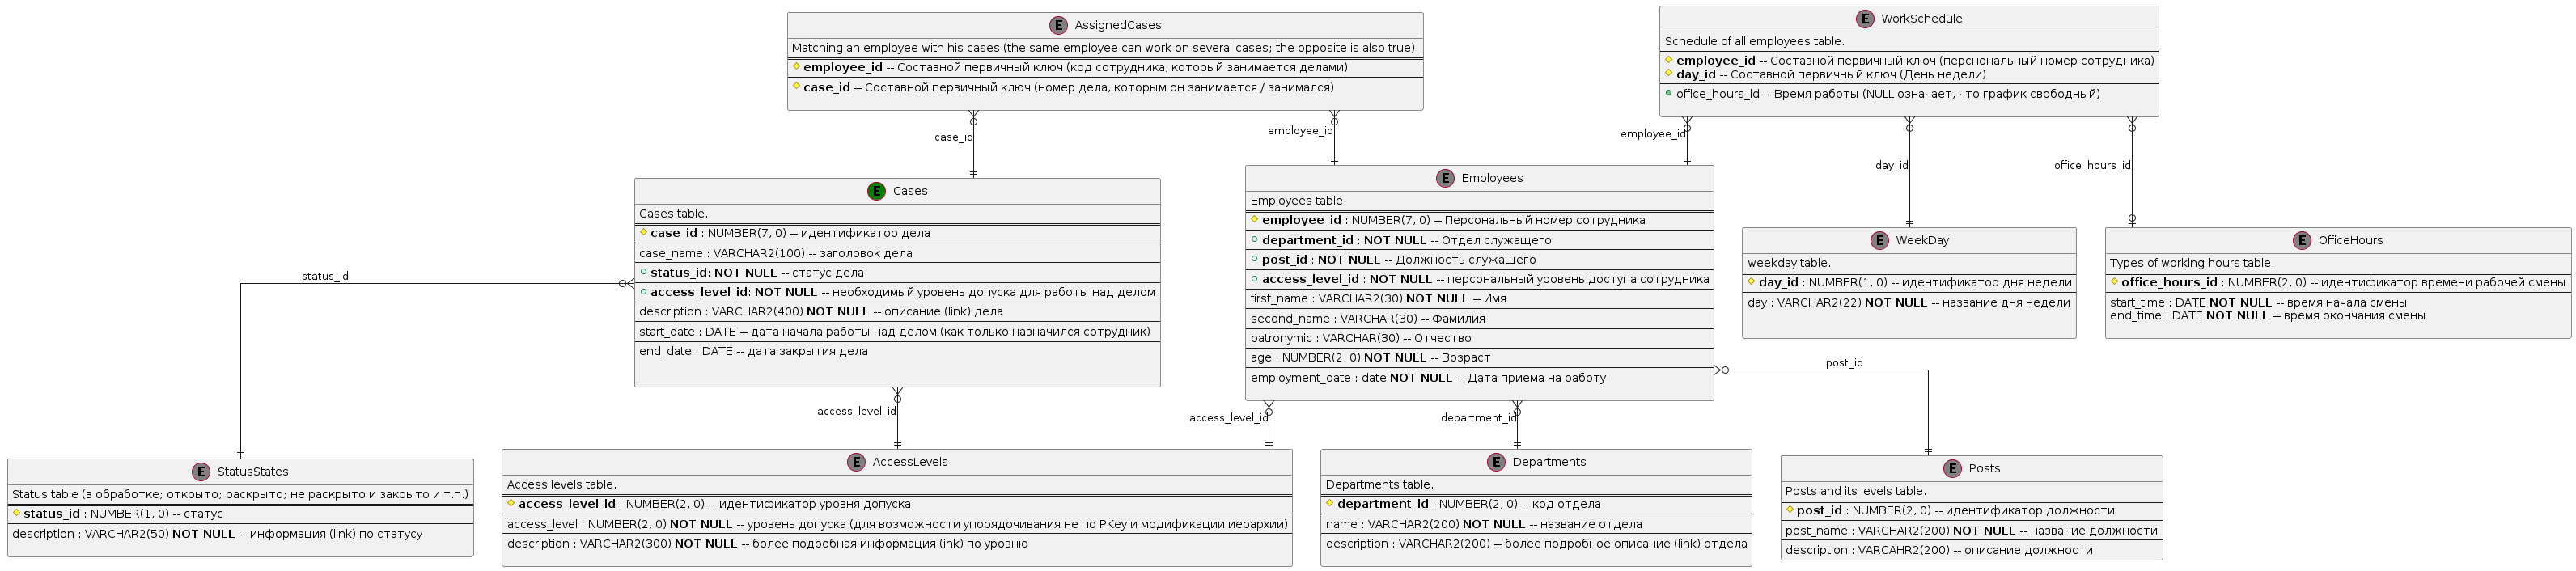 E AssignedCases
Matching an employee with his cases (the same employee can work on several cases; the opposite is also true).
employee_id -- Составной первичный ключ (код сотрудника, который занимается делами)
case_id -- Составной первичный ключ (номер дела, которым он занимается / занимался)
E WorkSchedule
Schedule of all employees table.
employee_id -- Составной первичный ключ (перснональный номер сотрудника)
day_id -- Составной первичный ключ (День недели)
office_hours_id -- Время работы (NULL означает, что график свободный)
case_id
employee_id
employee_id
day_id
office_hours_id
E Cases
Cases table.
case_id : NUMBER(7, 0) -- идентификатор дела
case_name : VARCHAR2(100) -- заголовок дела
status_id: NOT NULL -- статус дела
access_level_id: NOT NULL -- необходимый уровень допуска для работы над делом
description : VARCHAR2(400) NOT NULL -- описание (link) дела
start_date : DATE -- дата начала работы над делом (как только назначился сотрудник)
end_date : DATE -- дата закрытия дела
E Employees
Employees table.
employee_id : NUMBER(7, 0) -- Персональный номер сотрудника
department_id : NOT NULL -- Отдел служащего
post_id : NOT NULL -- Должность служащего
access_level_id : NOT NULL -- персональный уровень доступа сотрудника
first_name : VARCHAR2(30) NOT NULL -- Имя
second_name : VARCHAR(30) -- Фамилия
patronymic : VARCHAR(30) -- Отчество
age : NUMBER(2, 0) NOT NULL -- Возраст
employment_date : date NOT NULL -- Дата приема на работу
E WeekDay
weekday table.
day_id : NUMBER(1, 0) -- идентификатор дня недели
day : VARCHAR2(22) NOT NULL -- название дня недели
E OfficeHours
Types of working hours table.
office_hours_id : NUMBER(2, 0) -- идентификатор времени рабочей смены
start_time : DATE NOT NULL -- время начала смены
end_time : DATE NOT NULL -- время окончания смены
status_id
access_level_id
access_level_id
department_id
post_id
E StatusStates
Status table (в обработке; открыто; раскрыто; не раскрыто и закрыто и т.п.)
status_id : NUMBER(1, 0) -- статус
description : VARCHAR2(50) NOT NULL -- информация (link) по статусу
E AccessLevels
Access levels table.
access_level_id : NUMBER(2, 0) -- идентификатор уровня допуска
access_level : NUMBER(2, 0) NOT NULL -- уровень допуска (для возможности упорядочивания не по PKey и модификации иерархии)
description : VARCHAR2(300) NOT NULL -- более подробная информация (ink) по уровню
E Departments
Departments table.
department_id : NUMBER(2, 0) -- код отдела
name : VARCHAR2(200) NOT NULL -- название отдела
description : VARCHAR2(200) -- более подробное описание (link) отдела
E Posts
Posts and its levels table.
post_id : NUMBER(2, 0) -- идентификатор должности
post_name : VARCHAR2(200) NOT NULL -- название должности
description : VARCAHR2(200) -- описание должности